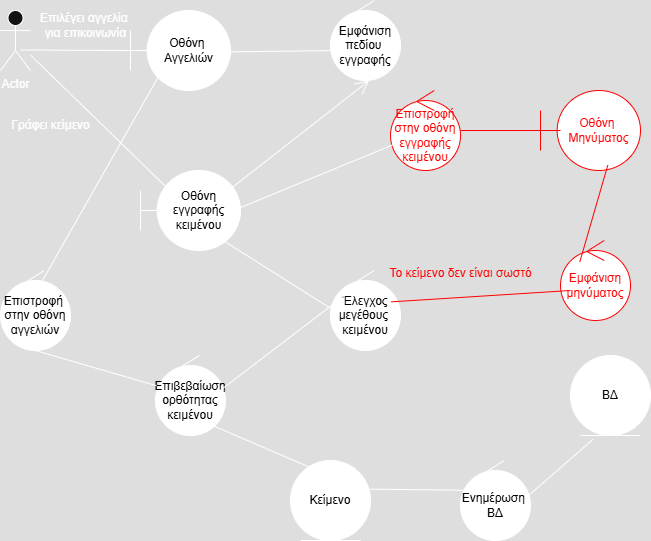 Επιλέγει αγγελία
για επικοινωνία
Actor
Οθόνη
Αγγελιών
Εμφάνιση
πεδίου
εγγραφής
Γράφει κείμενο
Επιστροφή
στην οθόνη
εγγραφής
κειμένου
Οθόνη
Μηνύματος
Οθόνη
εγγραφής
κειμένου
Το κείμενο δεν είναι σωστό
Εμφάνιση
μηνύματος
Επιστροφή
στην οθόνη
αγγελιών
Έλεγχος
μεγέθους
κειμένου
Επιβεβαίωση
ορθότητας
κειμένου
ΒΔ
Κείμενο
Ενημέρωση
ΒΔ